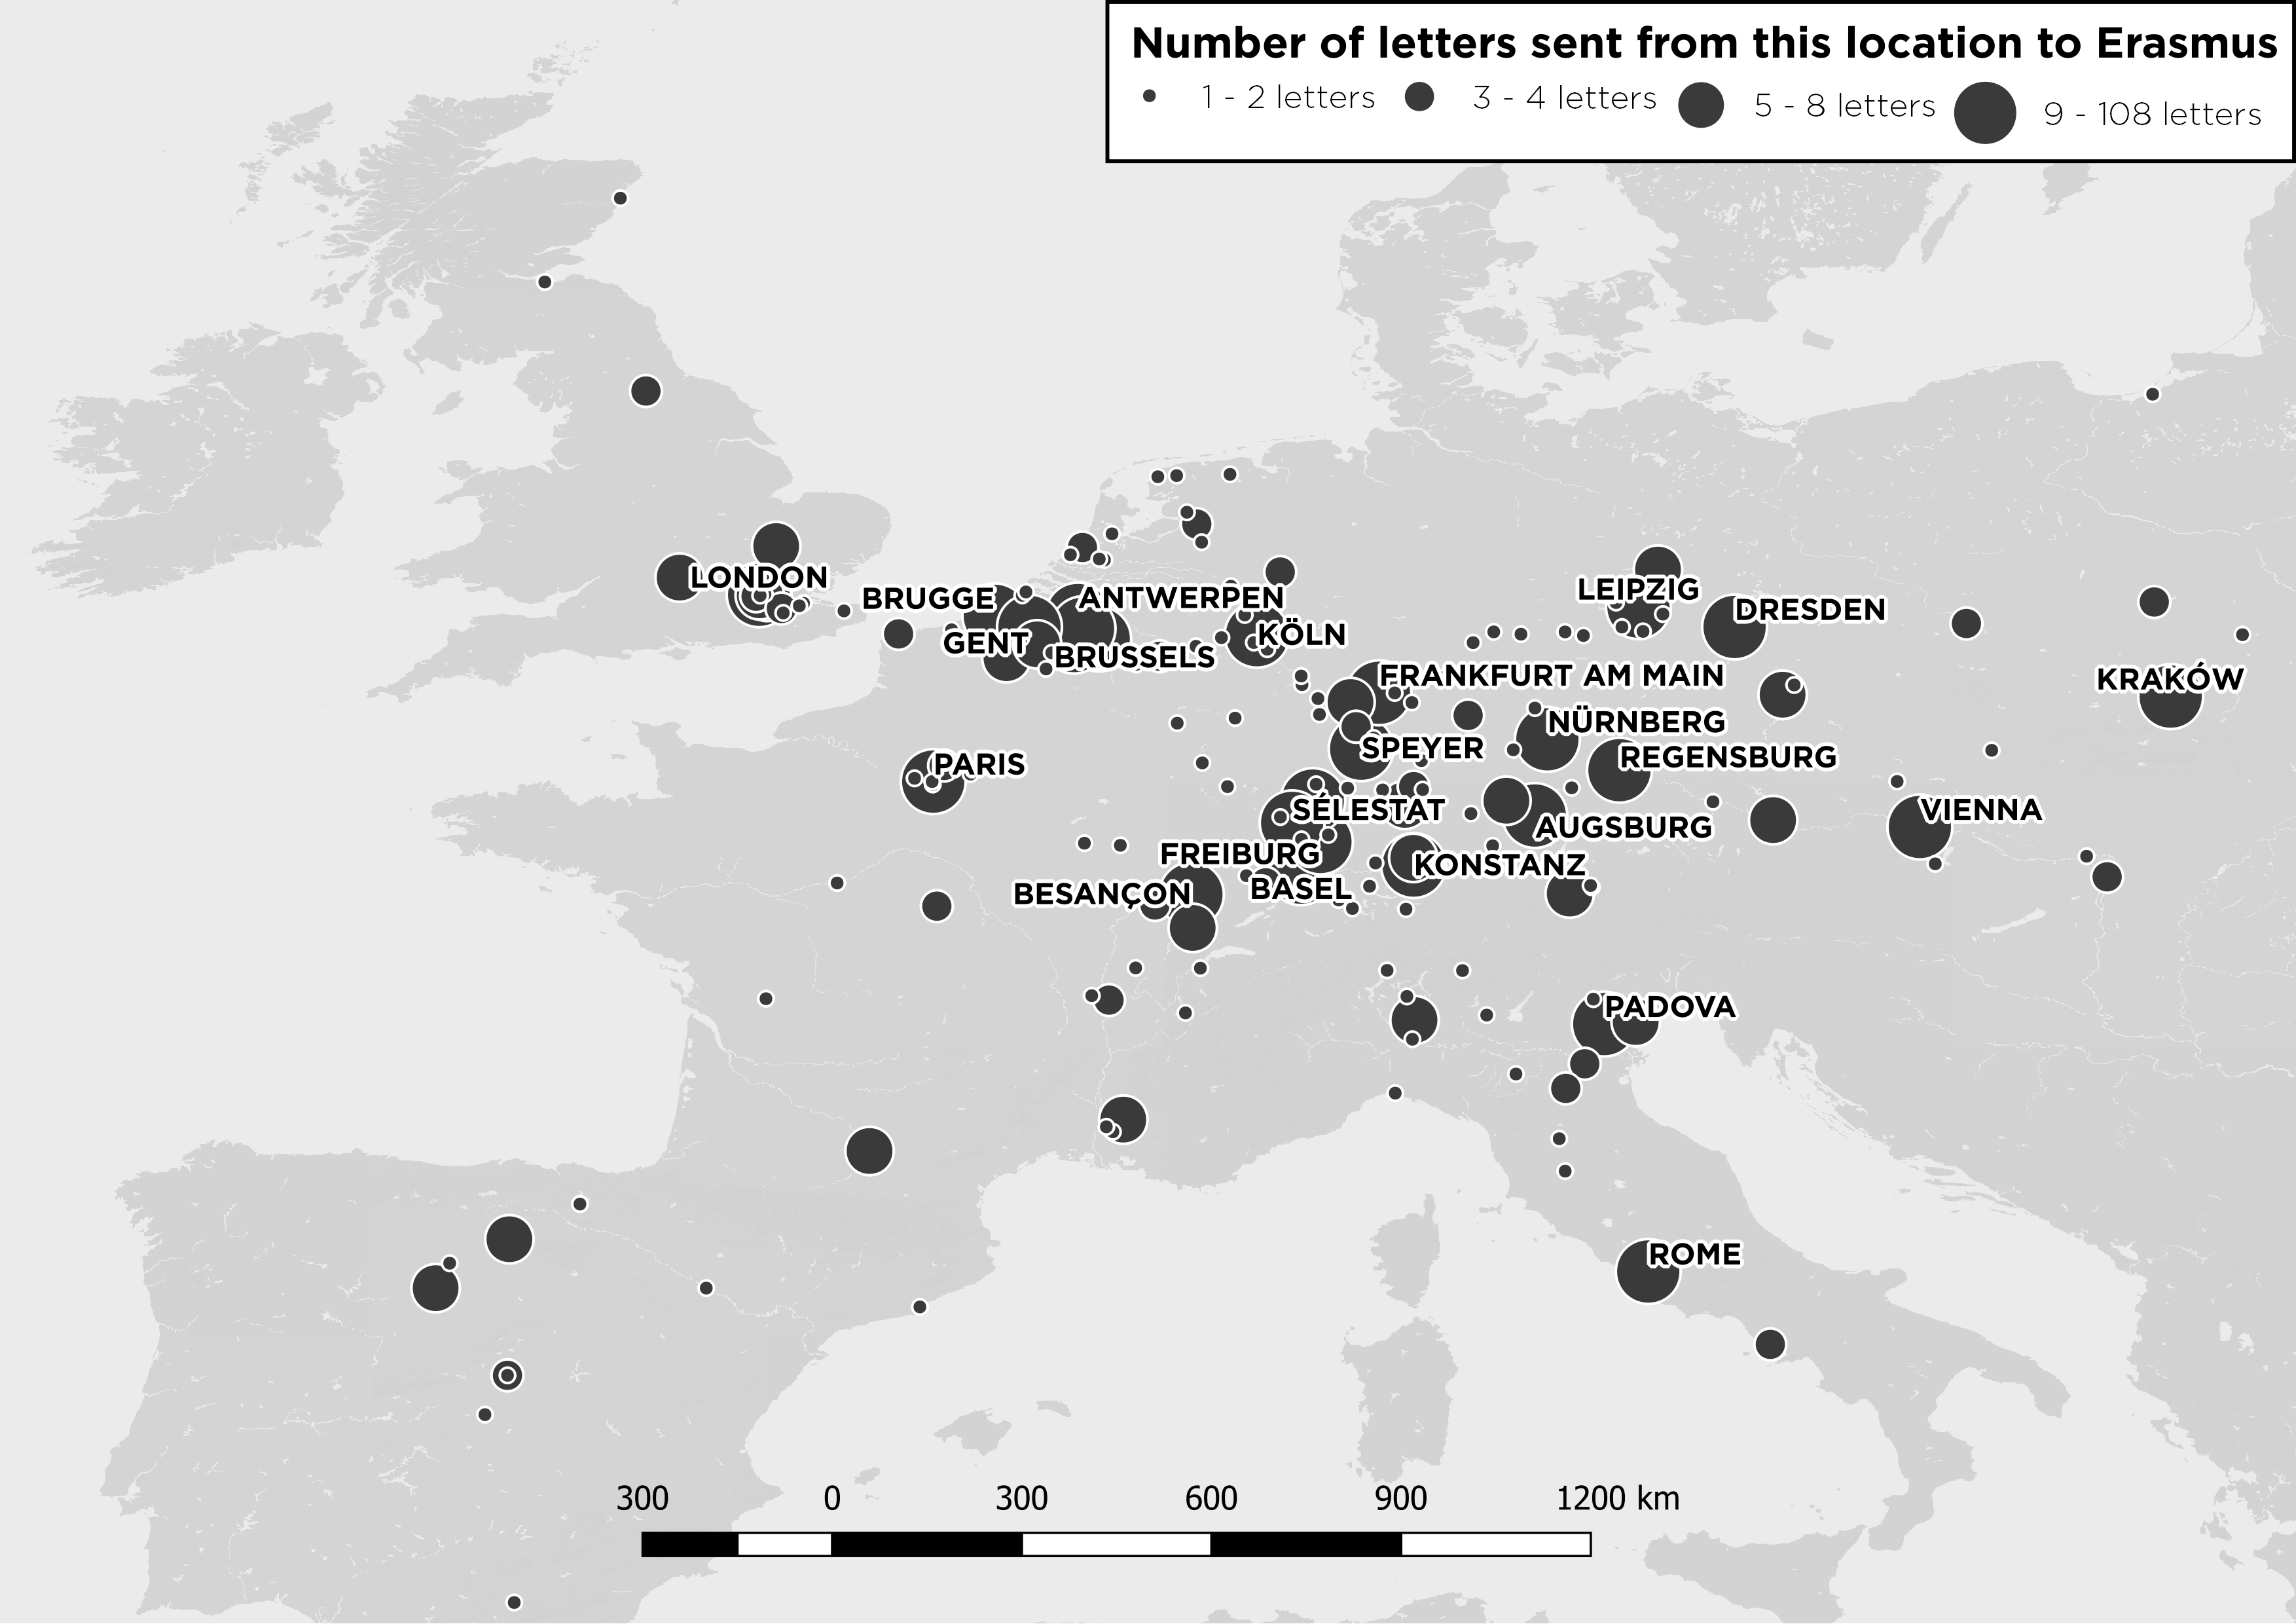 Number of letters sent from this location to Erasmus
1 - 2 letters 3 - 4 letters 5 - 8 letters 9 - 108 letters
LONDON
BRUGGE
ANTWERPEN
LEIPZIG
DRESDEN
GENT
KÖLN
BRUSSELS
FRANKFURT AM MAIN
KRAKÓW
NÜRNBERG
SPEYER
REGENSBURG
PARIS
SÉLESTAT
VIENNA
AUGSBURG
FREIBURG
KONSTANZ
BESANÇON
BASEL
PADOVA
ROME
300 0 300 600 900 1200 km